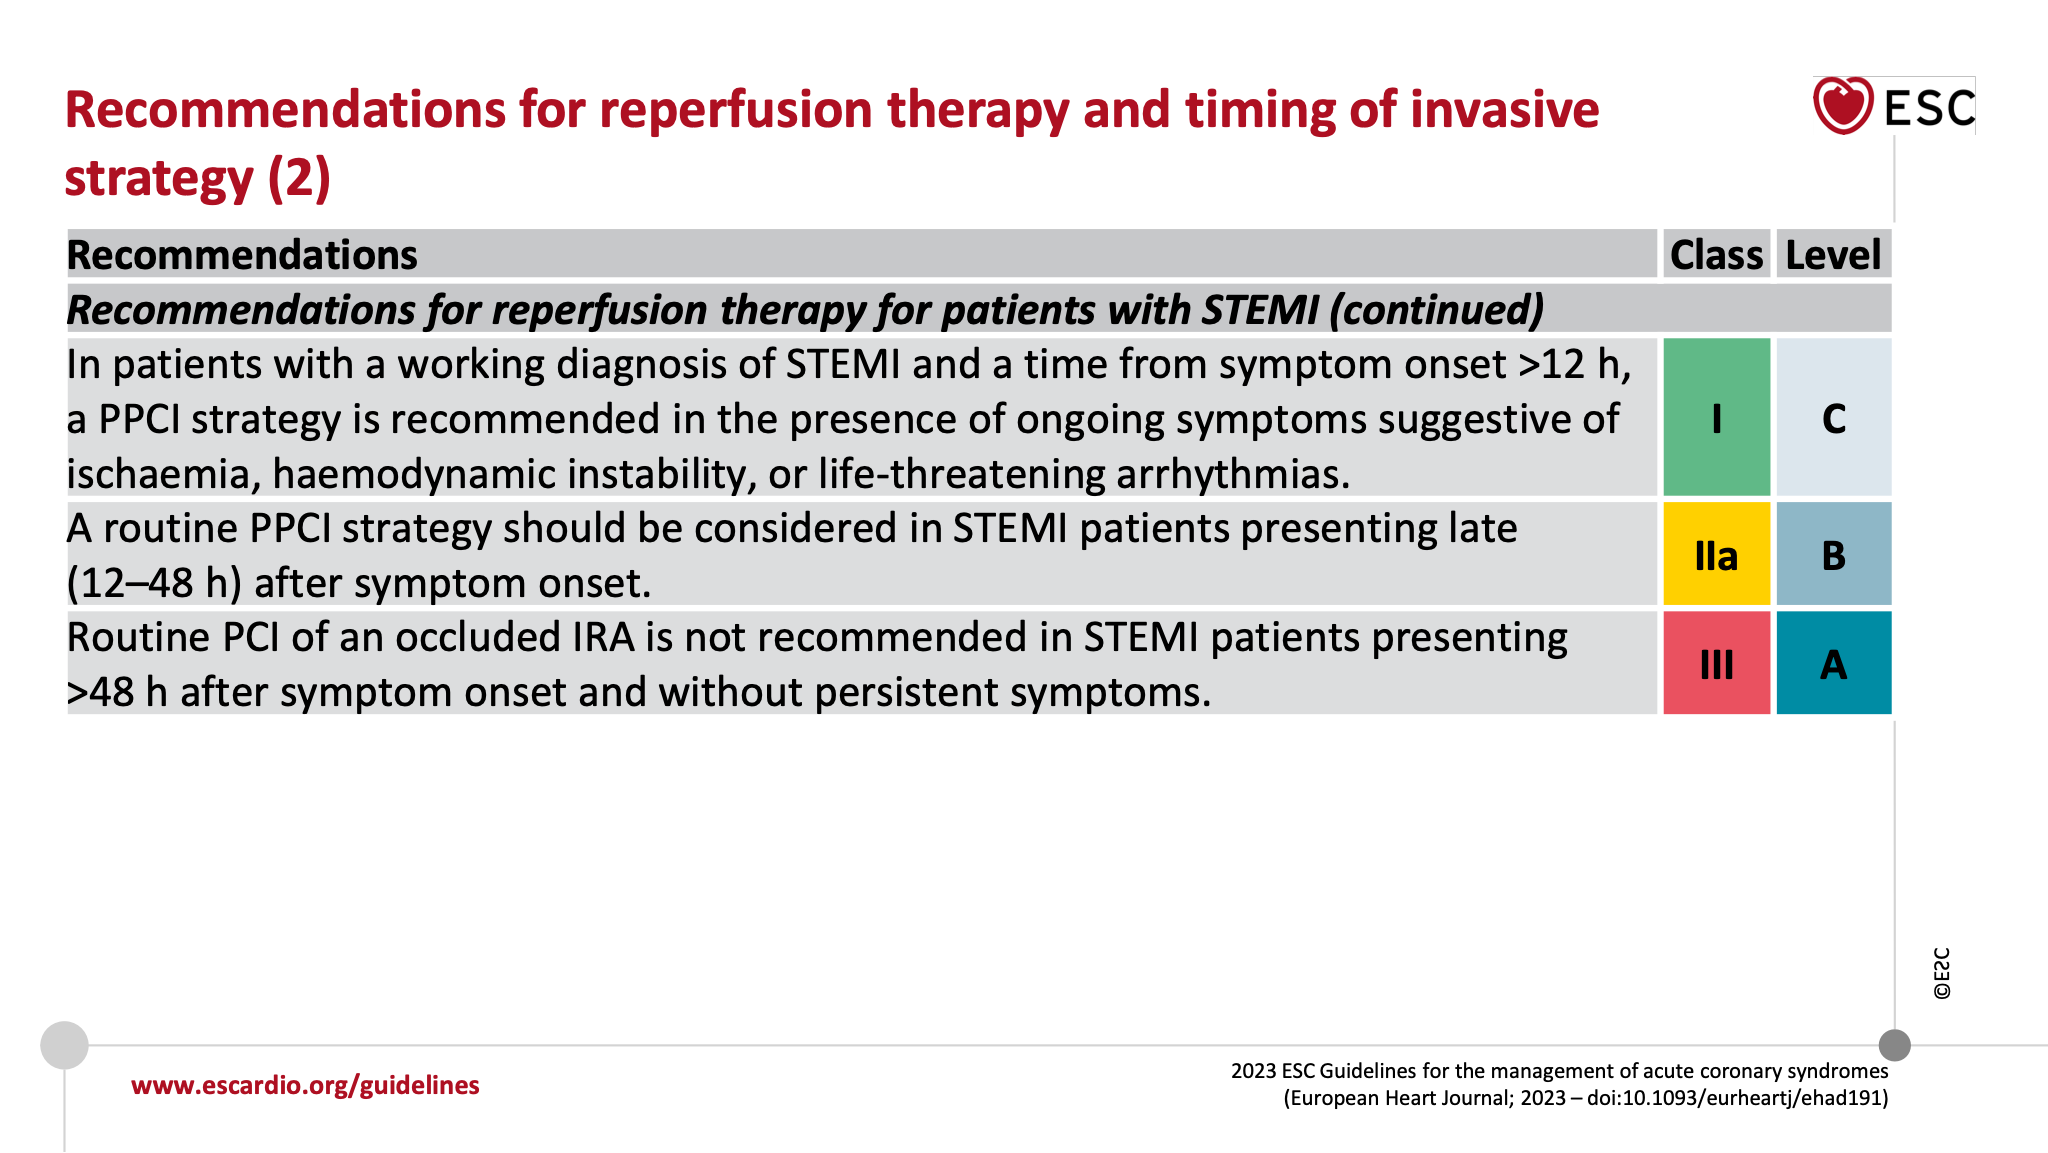 Recommendations for reperfusion therapy and timing of invasive
strategy (2)
ESC
Recommendations Class Level
Recommendations for reperfusion therapy for patients with STEMI (continued)
In patients with a working diagnosis of STEMI and a time from symptom onset >12 h,
a PPCI strategy is recommended in the presence of ongoing symptoms suggestive of
ischaemia, haemodynamic instability, or life-threatening arrhythmias.
I C
A routine PPCI strategy should be considered in STEMI patients presenting late
(12–48 h) after symptom onset.
IIa B
Routine PCI of an occluded IRA is not recommended in STEMI patients presenting
>48 h after symptom onset and without persistent symptoms.
III A
©ESC
www.escardio.org/guidelines
2023 ESC Guidelines for the management of acute coronary syndromes
(European Heart Journal; 2023 – doi:10.1093/eurheartj/ehad191)